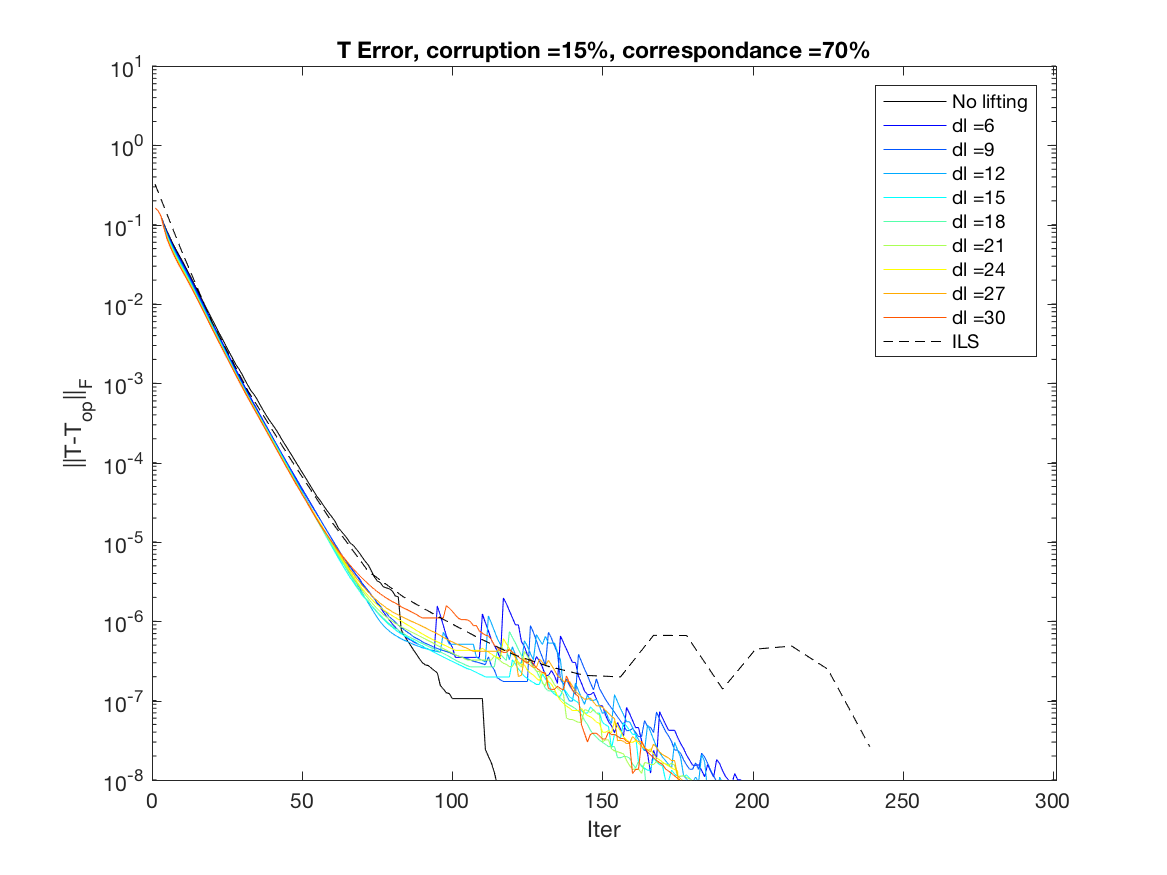 T Error, corruption =15%, correspondance =70%
10^1
10^0
10^-1
10^-2
10^-3
10^-4
10^-5
10^-6
10^-7
10^-8
||T-T_op||_F
0 50 100 150 200 250 300
Iter
No lifting
dl =6
dl =9
dl =12
dl =15
dl =18
dl =21
dl =24
dl =27
dl =30
ILS